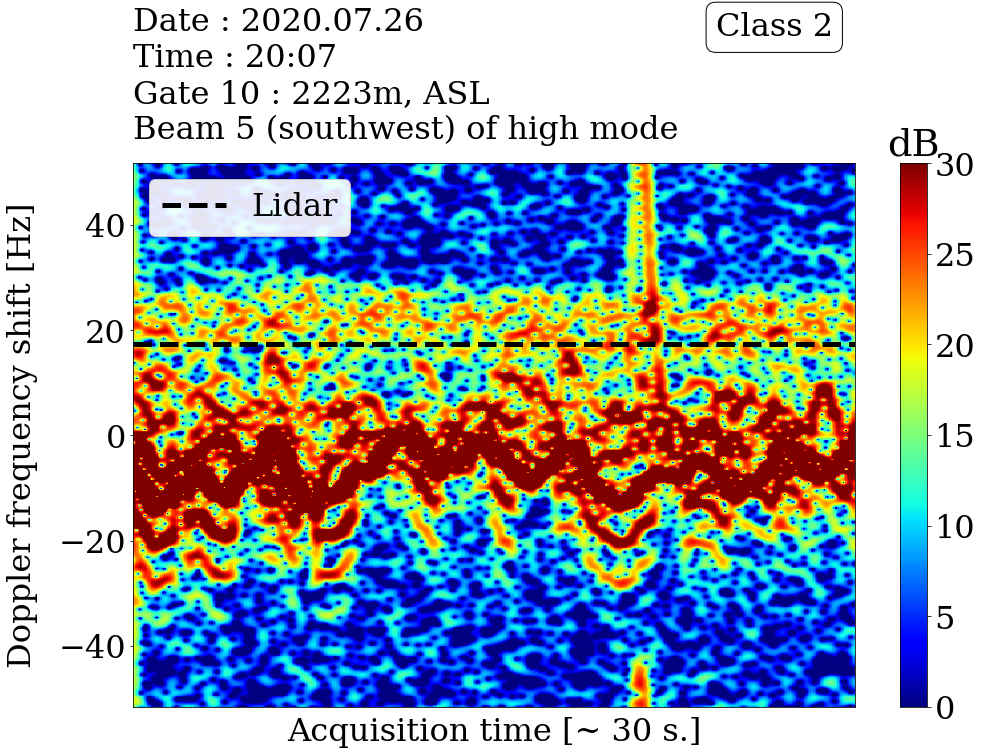 Date : 2020.07.26
Time : 20:07
Gate 10 : 2223m, ASL
Beam 5 (southwest) of high mode
Class 2
dB
Lidar
Doppler frequency shift [Hz]
40
20
0
−20
−40
30
25
20
15
10
5
0
Acquisition time [~ 30 s.]